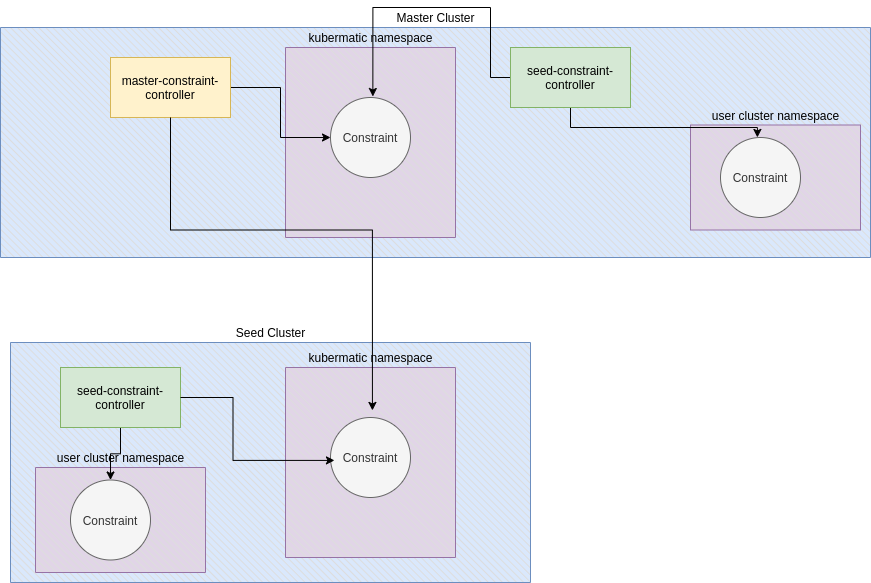 Master Cluster
kubermatic namespace
master-constraint-
controller
Constraint
seed-constraint-
controller
user cluster namespace
Constraint
Seed Cluster
kubermatic namespace
seed-constraint-
controller
Constraint
user cluster namespace
Constraint